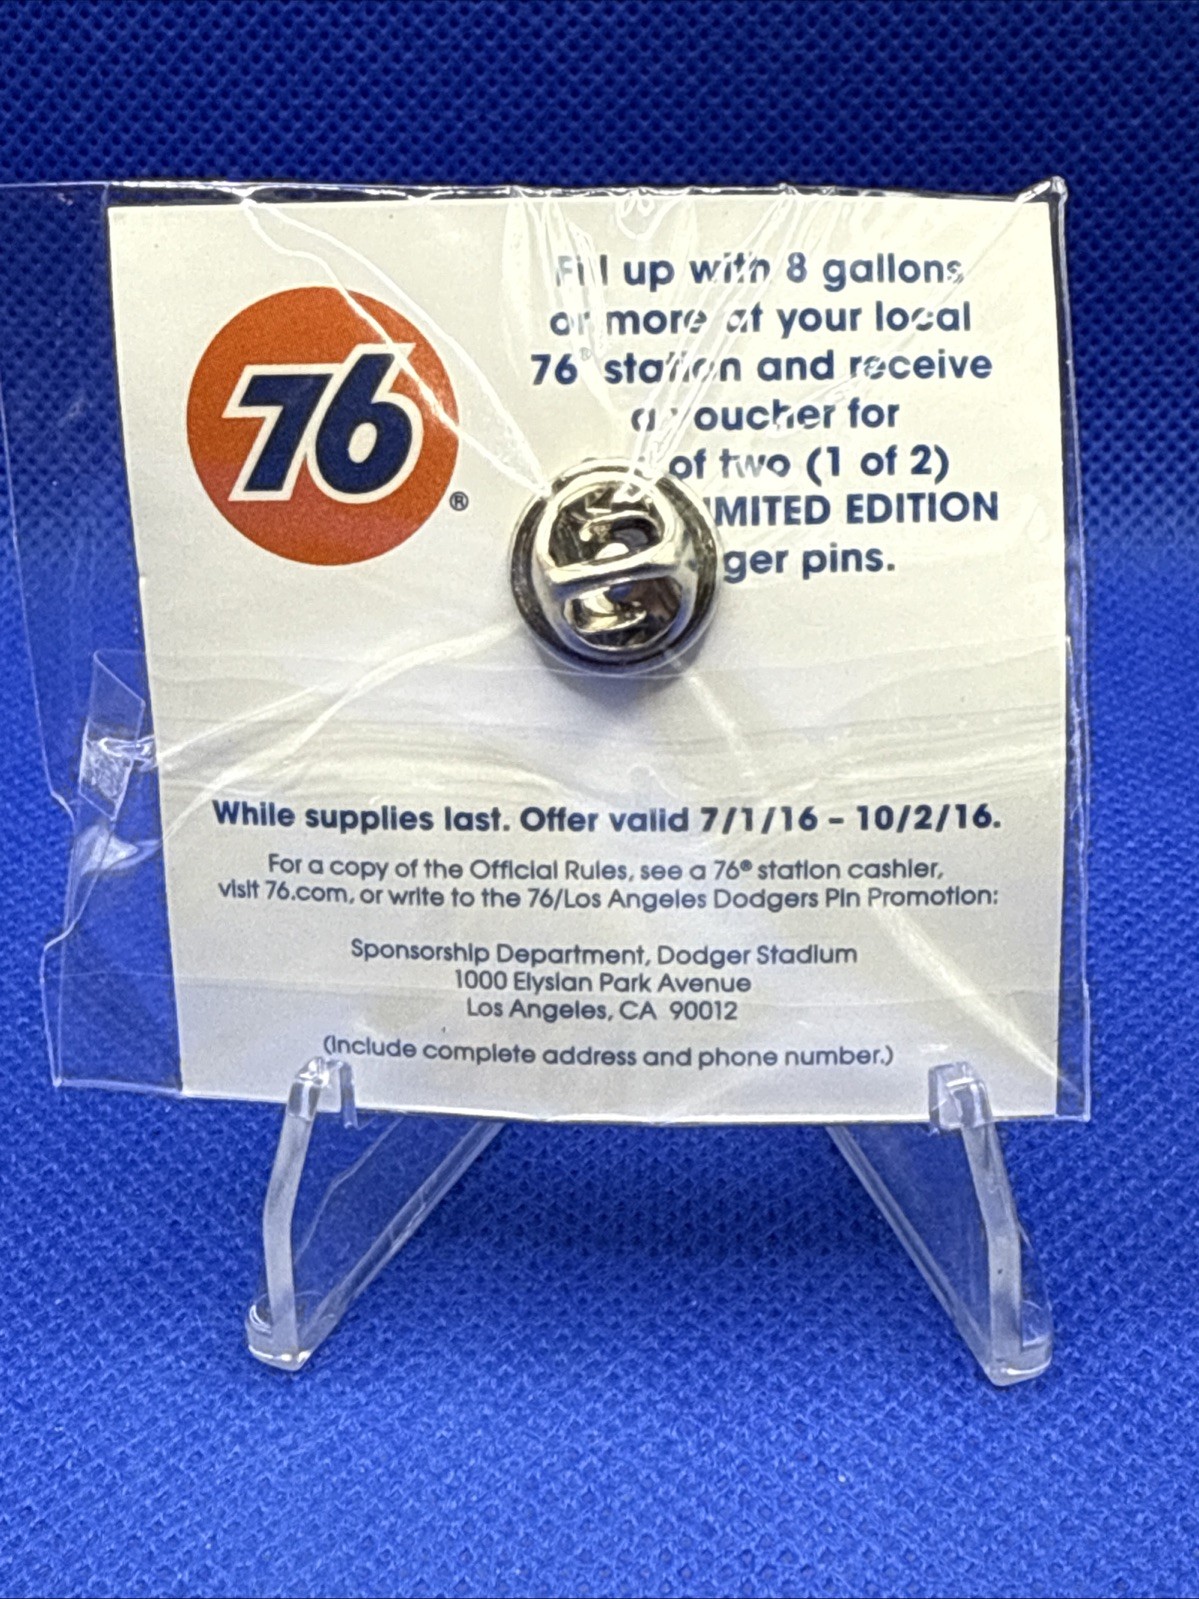 76®
Fill up with 8 gallons
or more at your local
76® station and receive
a voucher for
of two (1 of 2)
IMITED EDITION
ger pins.
While supplies last. Offer valid 7/1/16 – 10/2/16.
For a copy of the Official Rules, see a 76® station cashier,
visit 76.com, or write to the 76/Los Angeles Dodgers Pin Promotion:
Sponsorship Department, Dodger Stadium
1000 Elysian Park Avenue
Los Angeles, CA 90012
(Include complete address and phone number.)